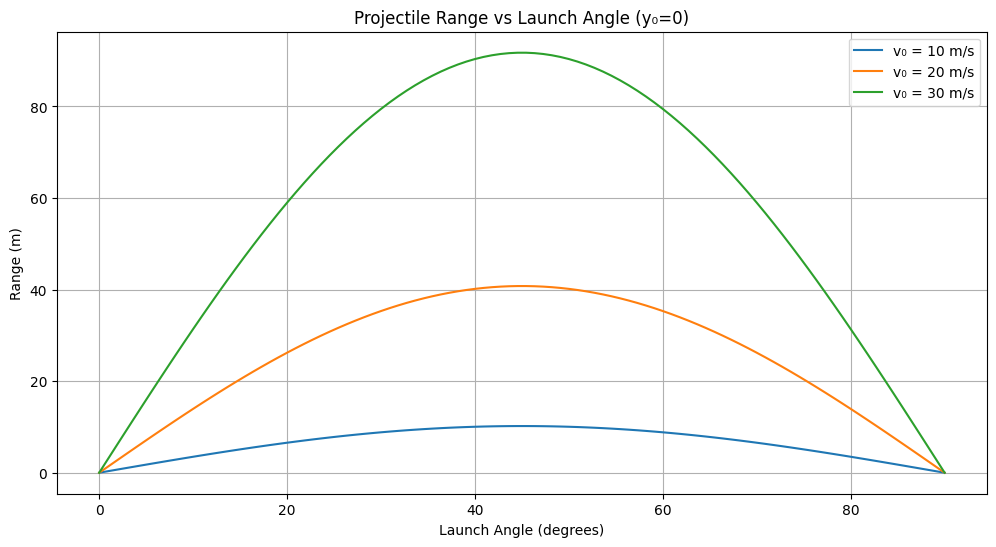 Projectile Range vs Launch Angle (y₀=0)
v₀ = 10 m/s
v₀ = 20 m/s
v₀ = 30 m/s
Range (m)
80
60
40
20
0
0 20 40 60 80
Launch Angle (degrees)